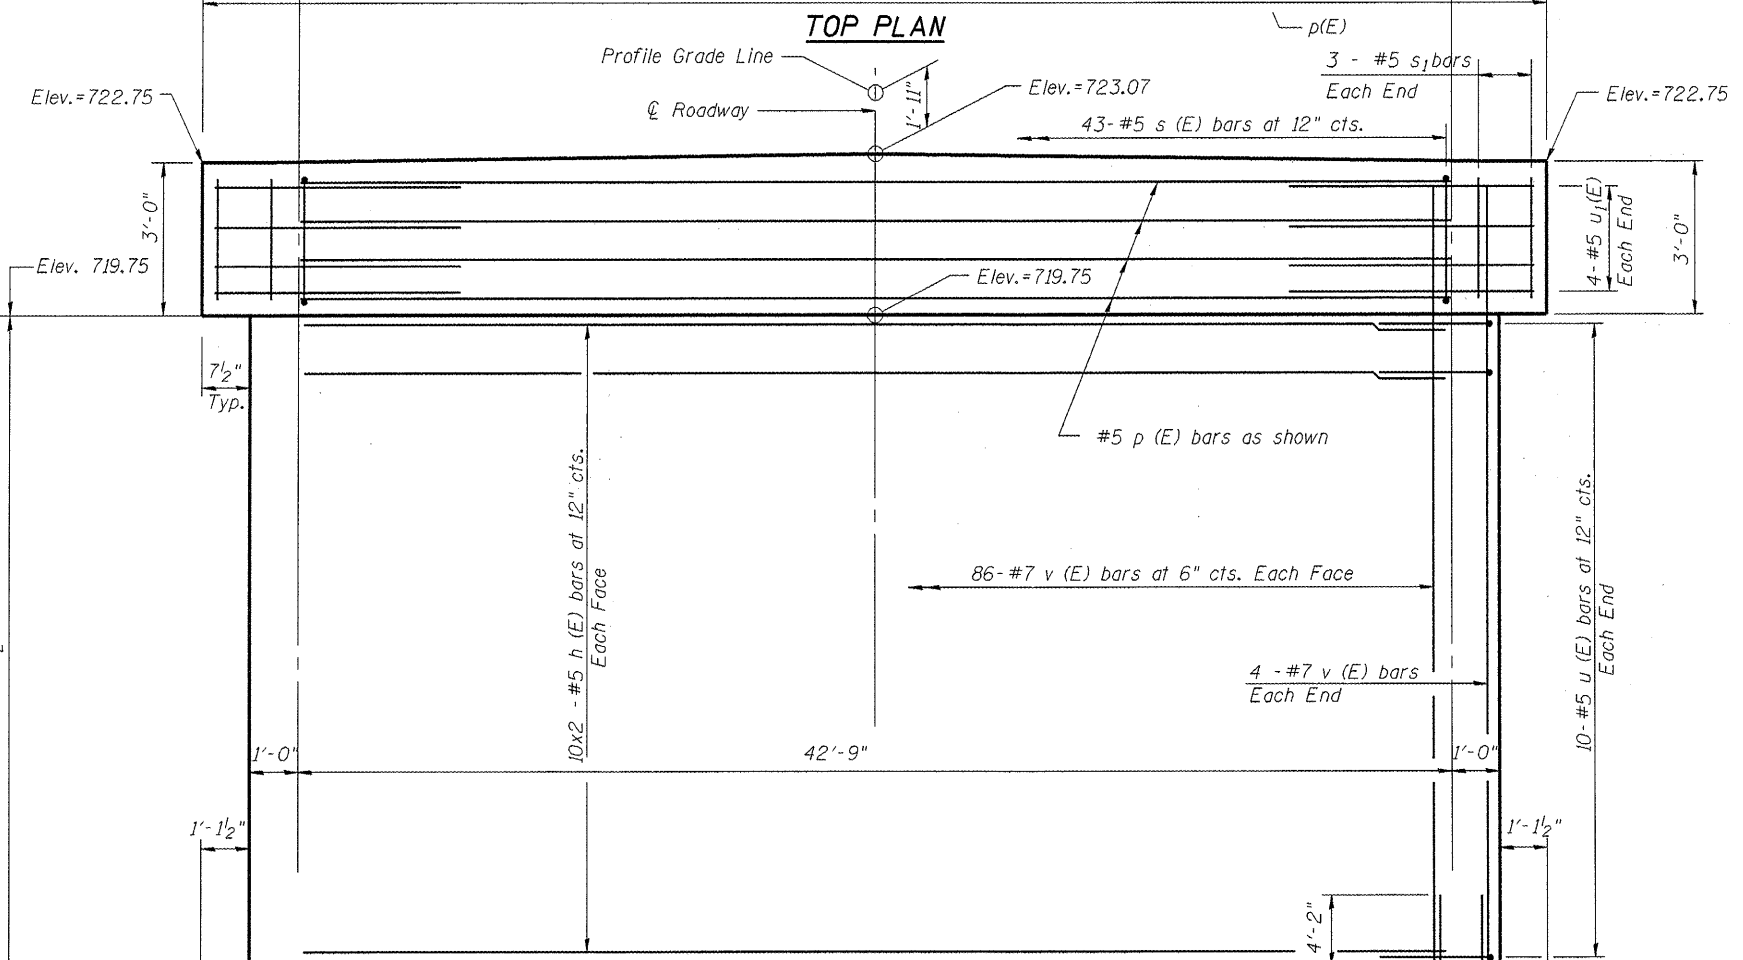 TOP PLAN
p(E)
Profile Grade Line
3 - #5 s1 bars
Each End
Elev.=722.75
℄ Roadway
1'-11"
Elev.=723.07
Elev.=722.75
43-#5 s (E) bars at 12" cts.
3'-0"
4-#5 u1(E)
Each End
3'-0"
Elev. 719.75
Elev.=719.75
7½"
Typ.
#5 p (E) bars as shown
10x2 - #5 h (E) bars at 12" cts.
Each Face
86-#7 v (E) bars at 6" cts. Each Face
10-#5 u (E) bars at 12" cts.
Each End
4 -#7 v (E) bars
Each End
1'-0"
42'-9"
1'-0"
1'-1½"
1'-1½"
4'-2"